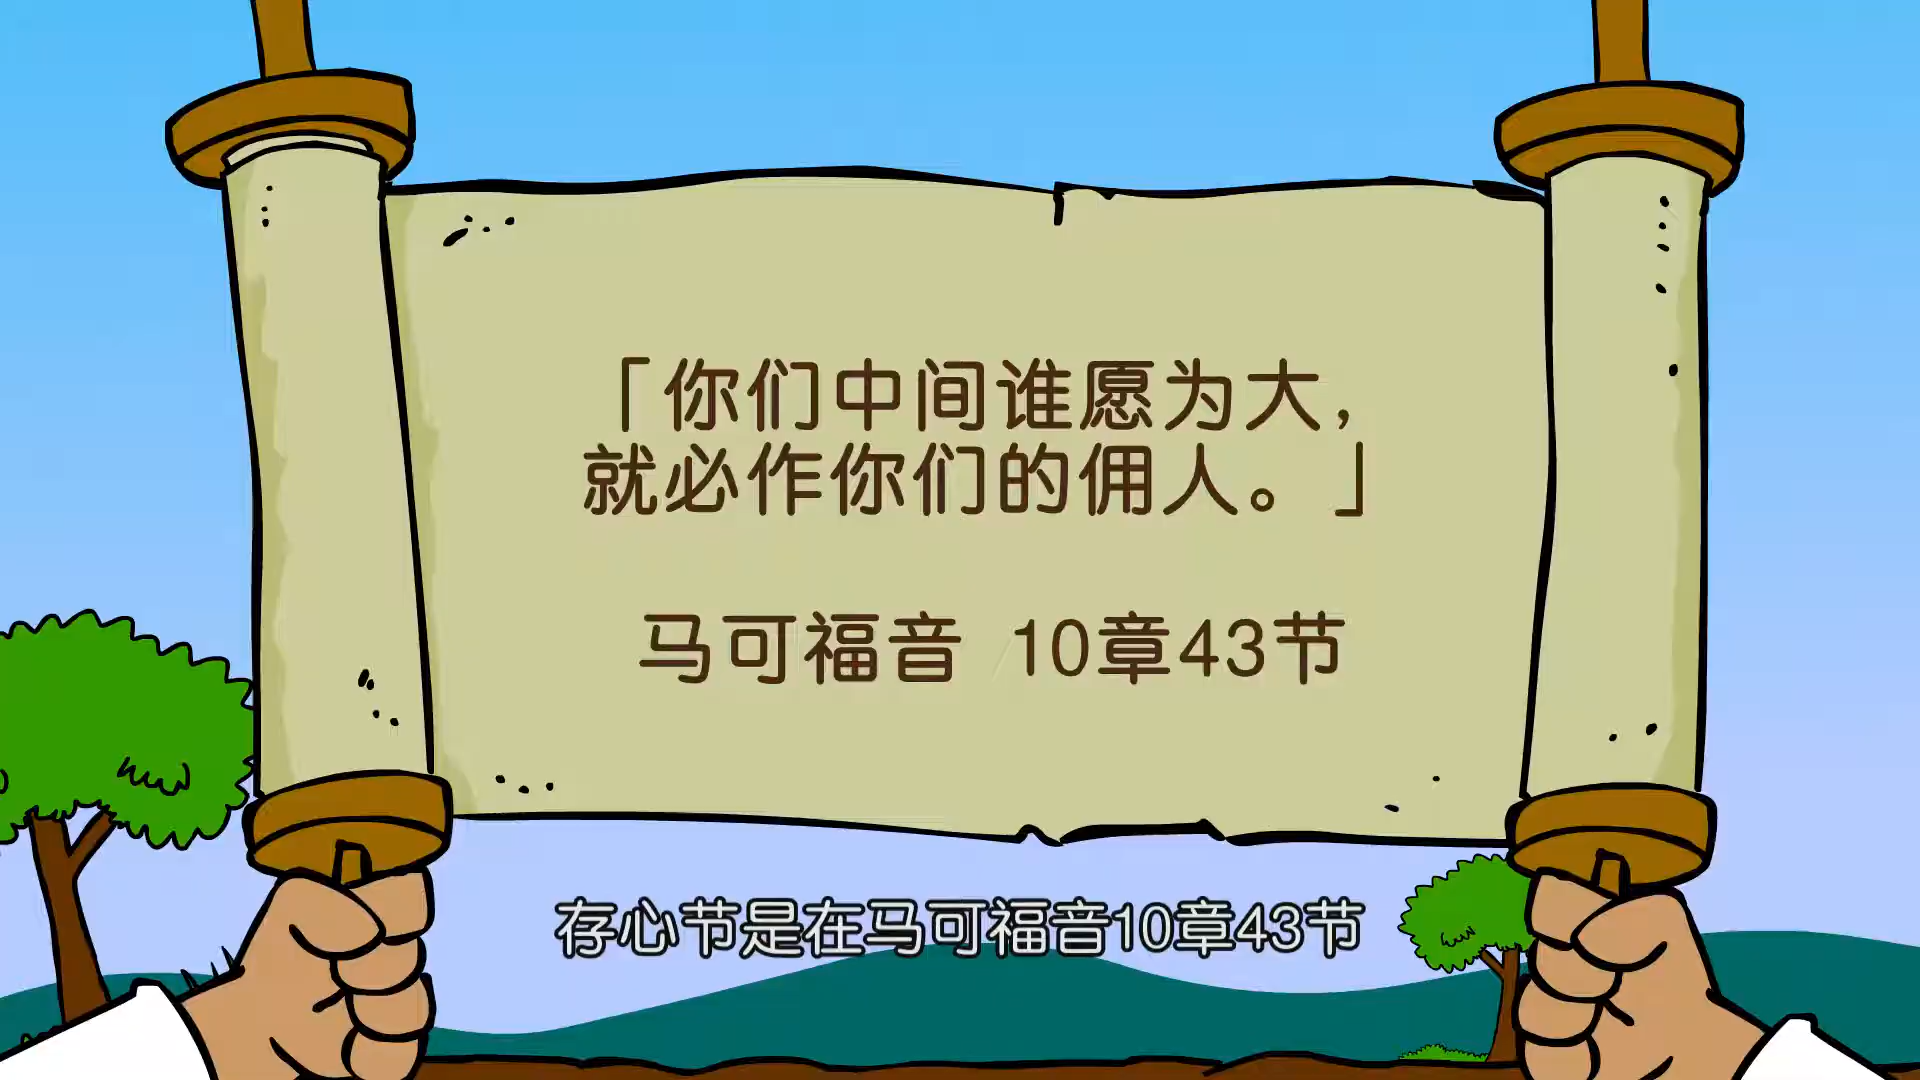 「你们中间谁愿为大，
就必作你们的佣人。」
马可福音 10章43节
存心节是在马可福音10章43节